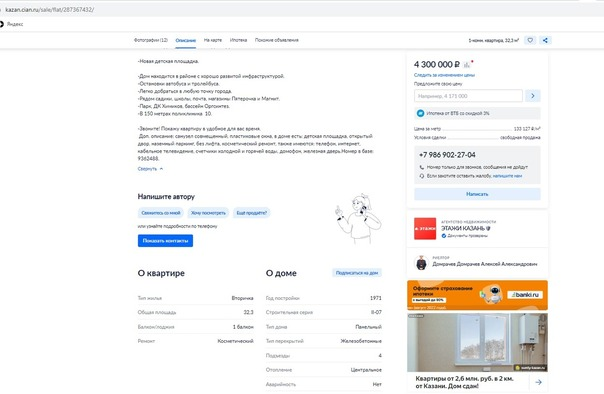 kazan.cian.ru/sale/flat/287367432/
Яндекс
Фотографии (12) Описание На карте Ипотека Похожие объявления
1-комн. квартира, 32,3 м²
-Новая детская площадка.
-Дом находится в районе с хорошо развитой инфраструктурой.
-Остановки автобуса и тролейбуса.
-Легко добраться в любую точку города.
-Рядом садики, школы, почта, магазины Пятерочка и Магнит.
-Парк, ДК Химиков, бассейн Оргсинтез.
-В 150 метрах поликлиника 10.
-Звоните! Покажу квартиру в удобное для вас время.
Доп. описание: санузел совмещенный, пластиковые окна, в доме есть детская площадка, открытый
двор, наземный паркинг, без лифта, косметический ремонт, также имеются: телефон, интернет,
кабельное телевидение, счетчики холодной и горячей воды, домофон, железная дверь.Номер в базе:
9362488.
Свернуть
Напишите автору
Свяжитесь со мной Хочу посмотреть Ещё продаёте?
или узнайте подробности по телефону
Показать контакты
О квартире
Тип жилья Вторичка
Общая площадь 32,3
Балкон/лоджия 1 балкон
Ремонт Косметический
О доме
Подписаться на дом
Год постройки 1971
Строительная серия II-07
Тип дома Панельный
Тип перекрытий Железобетонные
Подъезды 4
Отопление Центральное
Аварийность Нет
4 300 000 ₽
Следить за изменением цены
Предложите свою цену
Например, 4 171 000
Ипотека от ВТБ со скидкой 1%
Цена за метр 133 127 ₽/м²
Условия сделки свободная продажа
+7 986 902-27-04
Номер только для звонков, сообщения не дойдут
Если захотите оставить жалобу, напишите нам
Написать
ЭТАЖИ
АГЕНТСТВО НЕДВИЖИМОСТИ
ЭТАЖИ КАЗАНЬ
Документы проверены
РИЕЛТОР
Домрачев Домрачев Алексей Александрович
Оформите страхование
ипотеки
с выгодой до 50%
banki.ru
Квартиры от 2,6 млн. руб. в 2 км.
от Казани. Дом сдан!